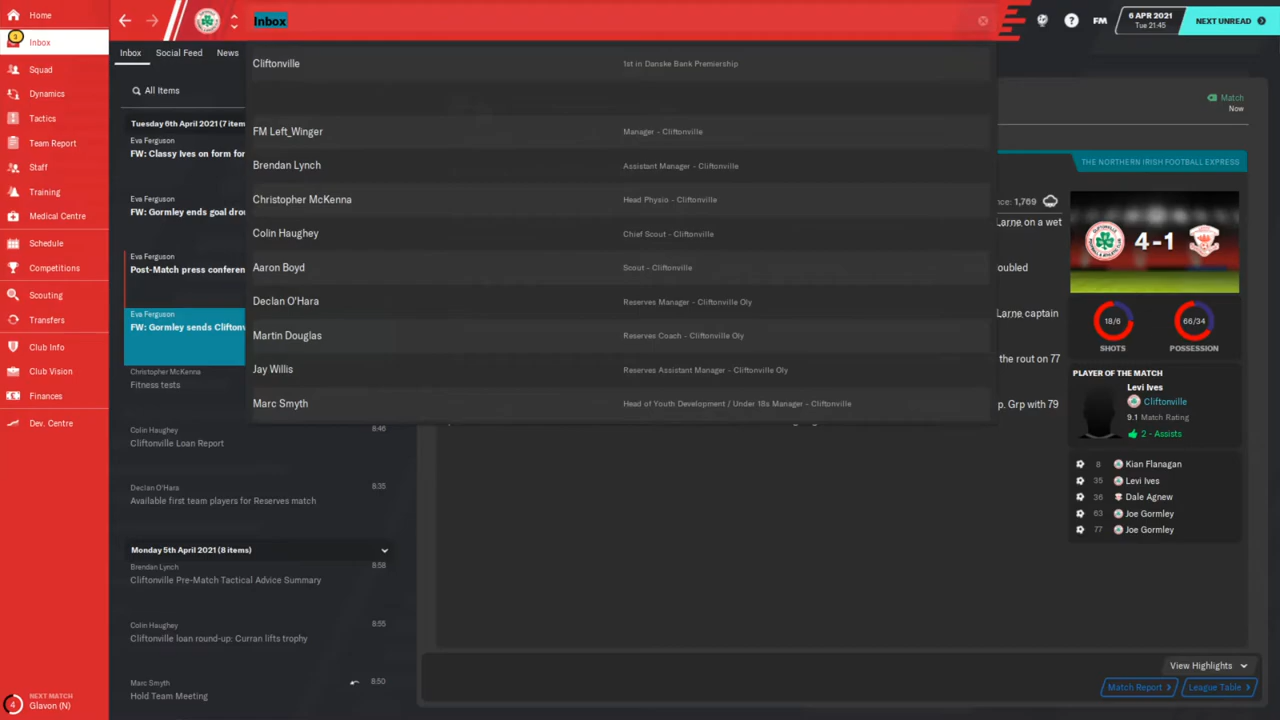 Home
Inbox
3
Squad
Dynamics
Tactics
Team Report
Staff
Training
Medical Centre
Schedule
Competitions
Scouting
Transfers
Club Info
Club Vision
Finances
Dev. Centre
4
NEXT MATCH
Glavon (N)
Inbox
FM
6 APR 2021
Tue 21:45
NEXT UNREAD
Inbox Social Feed News
All Items
Tuesday 6th April 2021 (7 item
Eva Ferguson
FW: Classy Ives on form for
Eva Ferguson
FW: Gormley ends goal drou
Eva Ferguson
Post-Match press conferen
Eva Ferguson
FW: Gormley sends Cliftonv
Christopher McKenna
Fitness tests
Colin Haughey 8:46
Cliftonville Loan Report
Declan O'Hara 8:35
Available first team players for Reserves match
Monday 5th April 2021 (8 items)
Brendan Lynch 8:58
Cliftonville Pre-Match Tactical Advice Summary
Colin Haughey 8:55
Cliftonville loan round-up: Curran lifts trophy
Marc Smyth 8:50
Hold Team Meeting
Cliftonville 1st in Danske Bank Premiership
FM Left_Winger Manager - Cliftonville
Brendan Lynch Assistant Manager - Cliftonville
Christopher McKenna Head Physio - Cliftonville
Colin Haughey Chief Scout - Cliftonville
Aaron Boyd Scout - Cliftonville
Declan O'Hara Reserves Manager - Cliftonville Oly
Martin Douglas Reserves Coach - Cliftonville Oly
Jay Willis Reserves Assistant Manager - Cliftonville Oly
Marc Smyth Head of Youth Development / Under 18s Manager - Cliftonville
Match
Now
THE NORTHERN IRISH FOOTBALL EXPRESS
nce: 1,769
Larne on a wet
oubled
Larne captain
the rout on 77
p. Grp with 79
4-1
18/6
SHOTS
66/34
POSSESSION
PLAYER OF THE MATCH
Levi Ives
Cliftonville
9.1 Match Rating
2 - Assists
8 Kian Flanagan
35 Levi Ives
36 Dale Agnew
63 Joe Gormley
77 Joe Gormley
View Highlights
Match Report
League Table